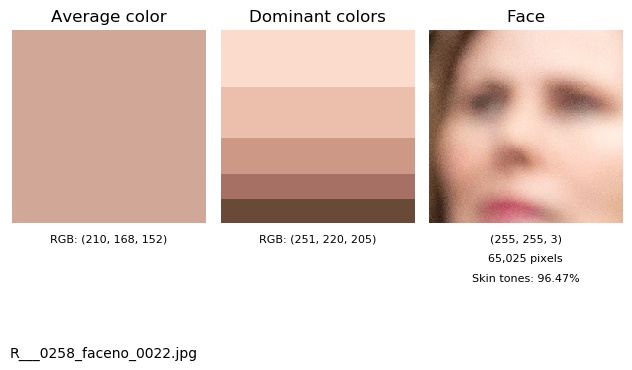 Average color
Dominant colors
Face
RGB: (210, 168, 152)
RGB: (251, 220, 205)
(255, 255, 3)
65,025 pixels
Skin tones: 96.47%
R___0258_faceno_0022.jpg